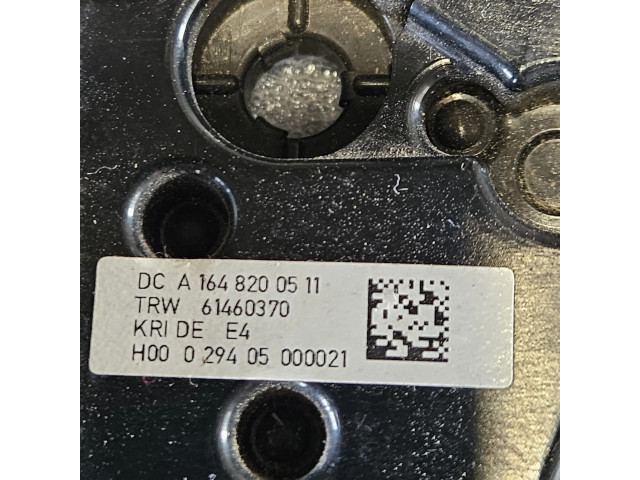 DC A 164 820 05 11
TRW 61460370
KRI DE E4
H00 0 294 05 000021